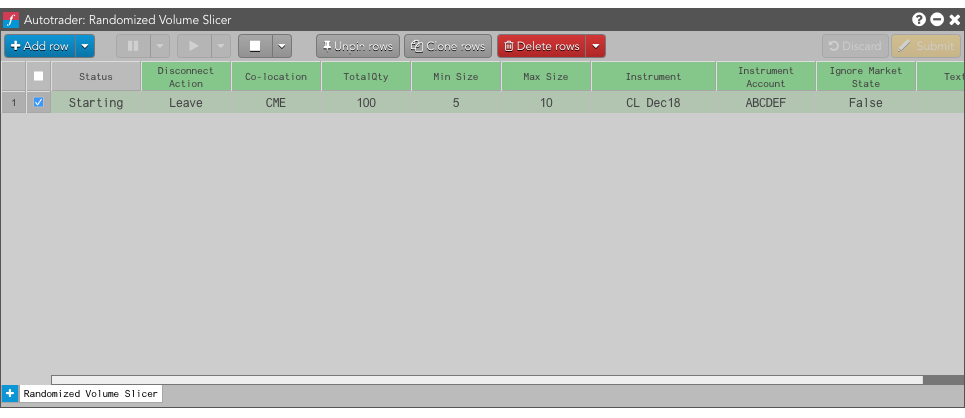 Autotrader: Randomized Volume Slicer
Add row Unpin rows Clone rows Delete rows Discard Submit
Status Disconnect Action Co-location TotalQty Min Size Max Size Instrument Instrument Account Ignore Market State Text
1 Starting Leave CME 100 5 10 CL Dec18 ABCDEF False
Randomized Volume Slicer